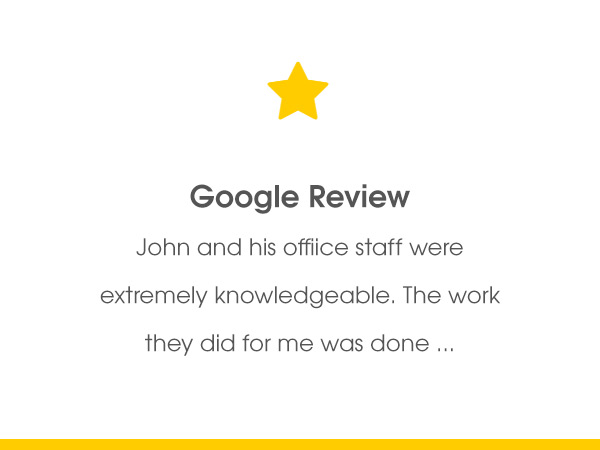 Google Review
John and his offiice staff were
extremely knowledgeable. The work
they did for me was done ...